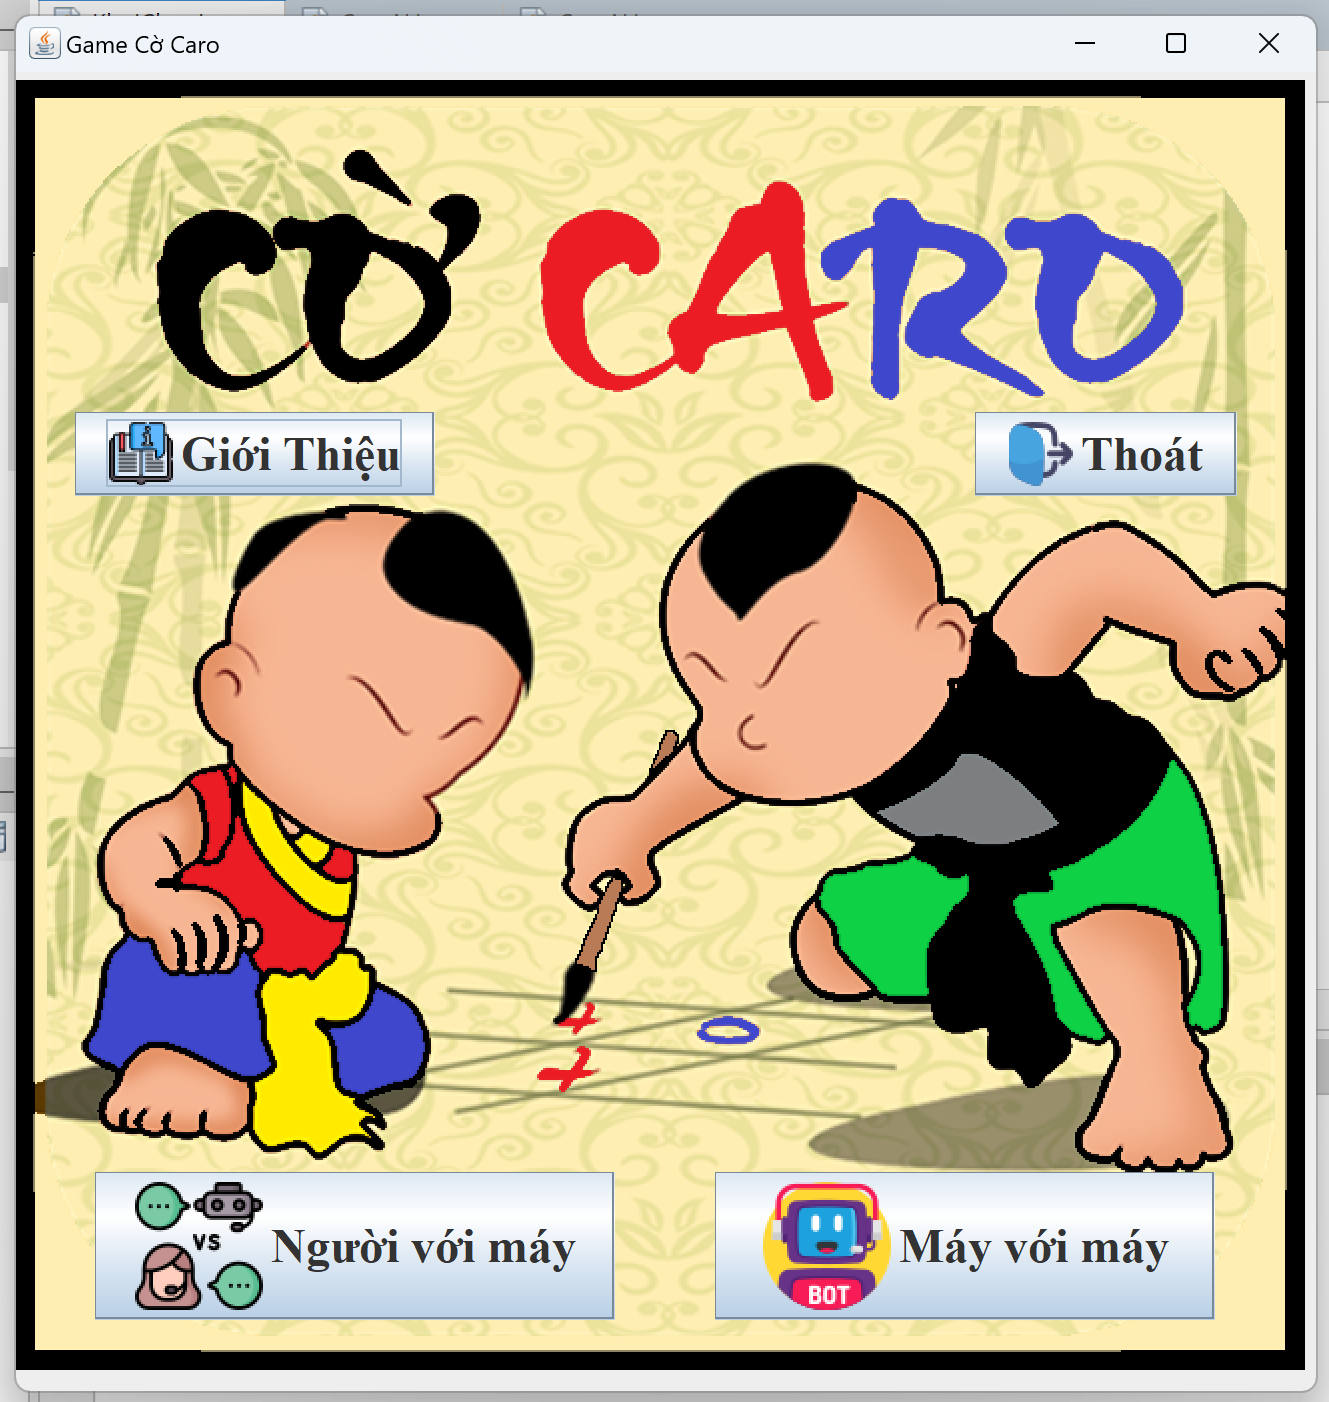 Game Cờ Caro
CỜ CARO
Giới Thiệu
Thoát
VS
Người với máy
BOT
Máy với máy